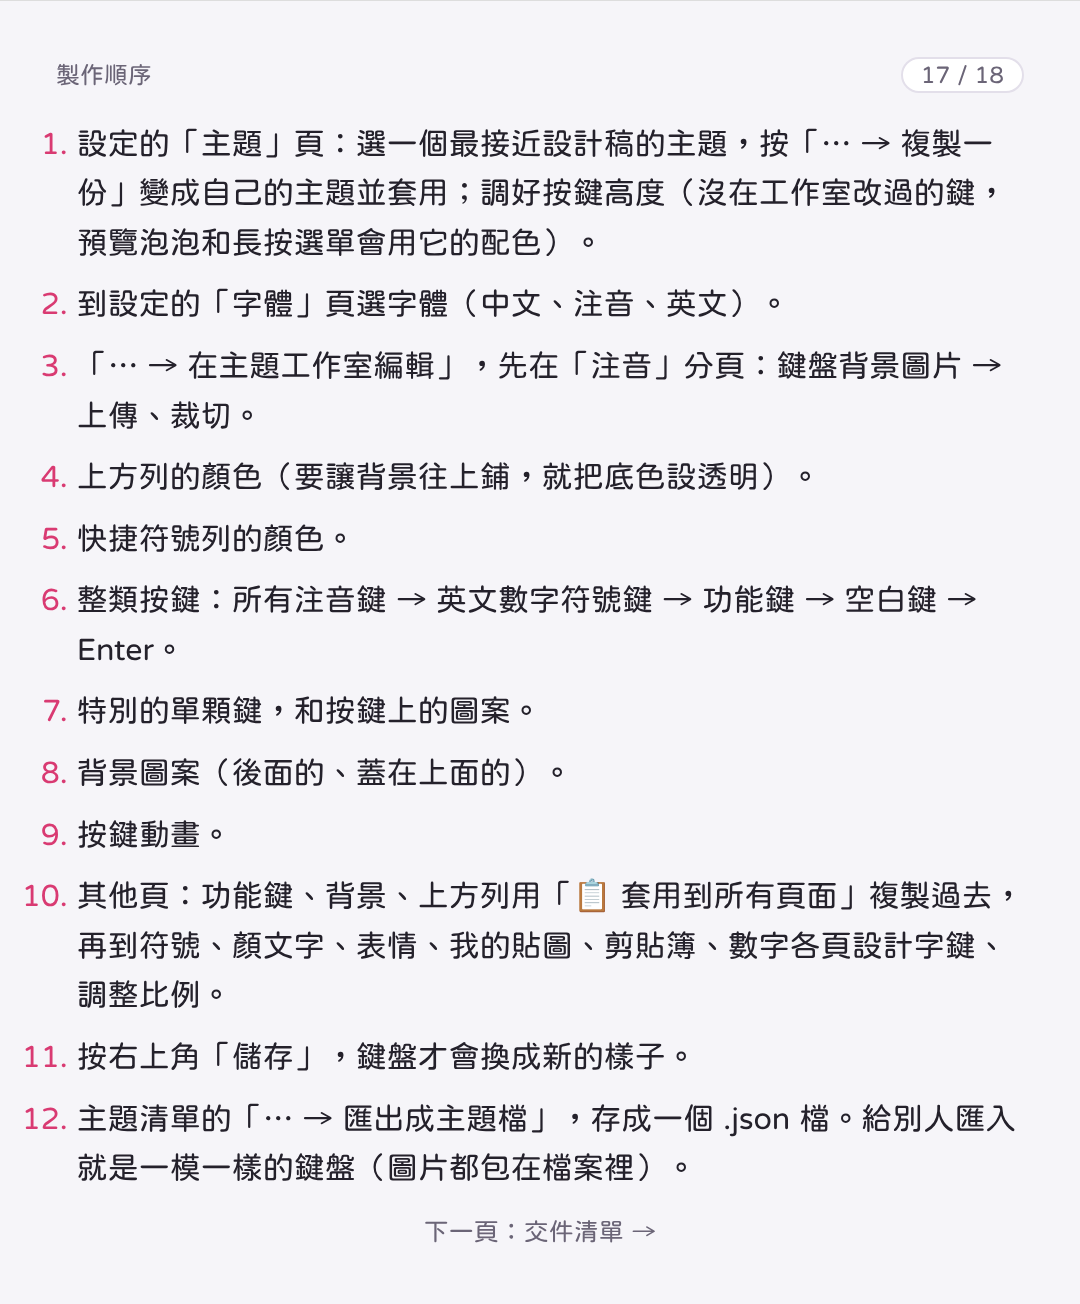 製作順序
17 / 18
1. 設定的「主題」頁：選一個最接近設計稿的主題，按「⋯ → 複製一
份」變成自己的主題並套用；調好按鍵高度（沒在工作室改過的鍵，
預覽泡泡和長按選單會用它的配色）。
2. 到設定的「字體」頁選字體（中文、注音、英文）。
3. 「⋯ → 在主題工作室編輯」，先在「注音」分頁：鍵盤背景圖片 →
上傳、裁切。
4. 上方列的顏色（要讓背景往上鋪，就把底色設透明）。
5. 快捷符號列的顏色。
6. 整類按鍵：所有注音鍵 → 英文數字符號鍵 → 功能鍵 → 空白鍵 →
Enter。
7. 特別的單顆鍵，和按鍵上的圖案。
8. 背景圖案（後面的、蓋在上面的）。
9. 按鍵動畫。
10. 其他頁：功能鍵、背景、上方列用「📋 套用到所有頁面」複製過去，
再到符號、顏文字、表情、我的貼圖、剪貼簿、數字各頁設計字鍵、
調整比例。
11. 按右上角「儲存」，鍵盤才會換成新的樣子。
12. 主題清單的「⋯ → 匯出成主題檔」，存成一個 .json 檔。給別人匯入
就是一模一樣的鍵盤（圖片都包在檔案裡）。
下一頁：交件清單 →